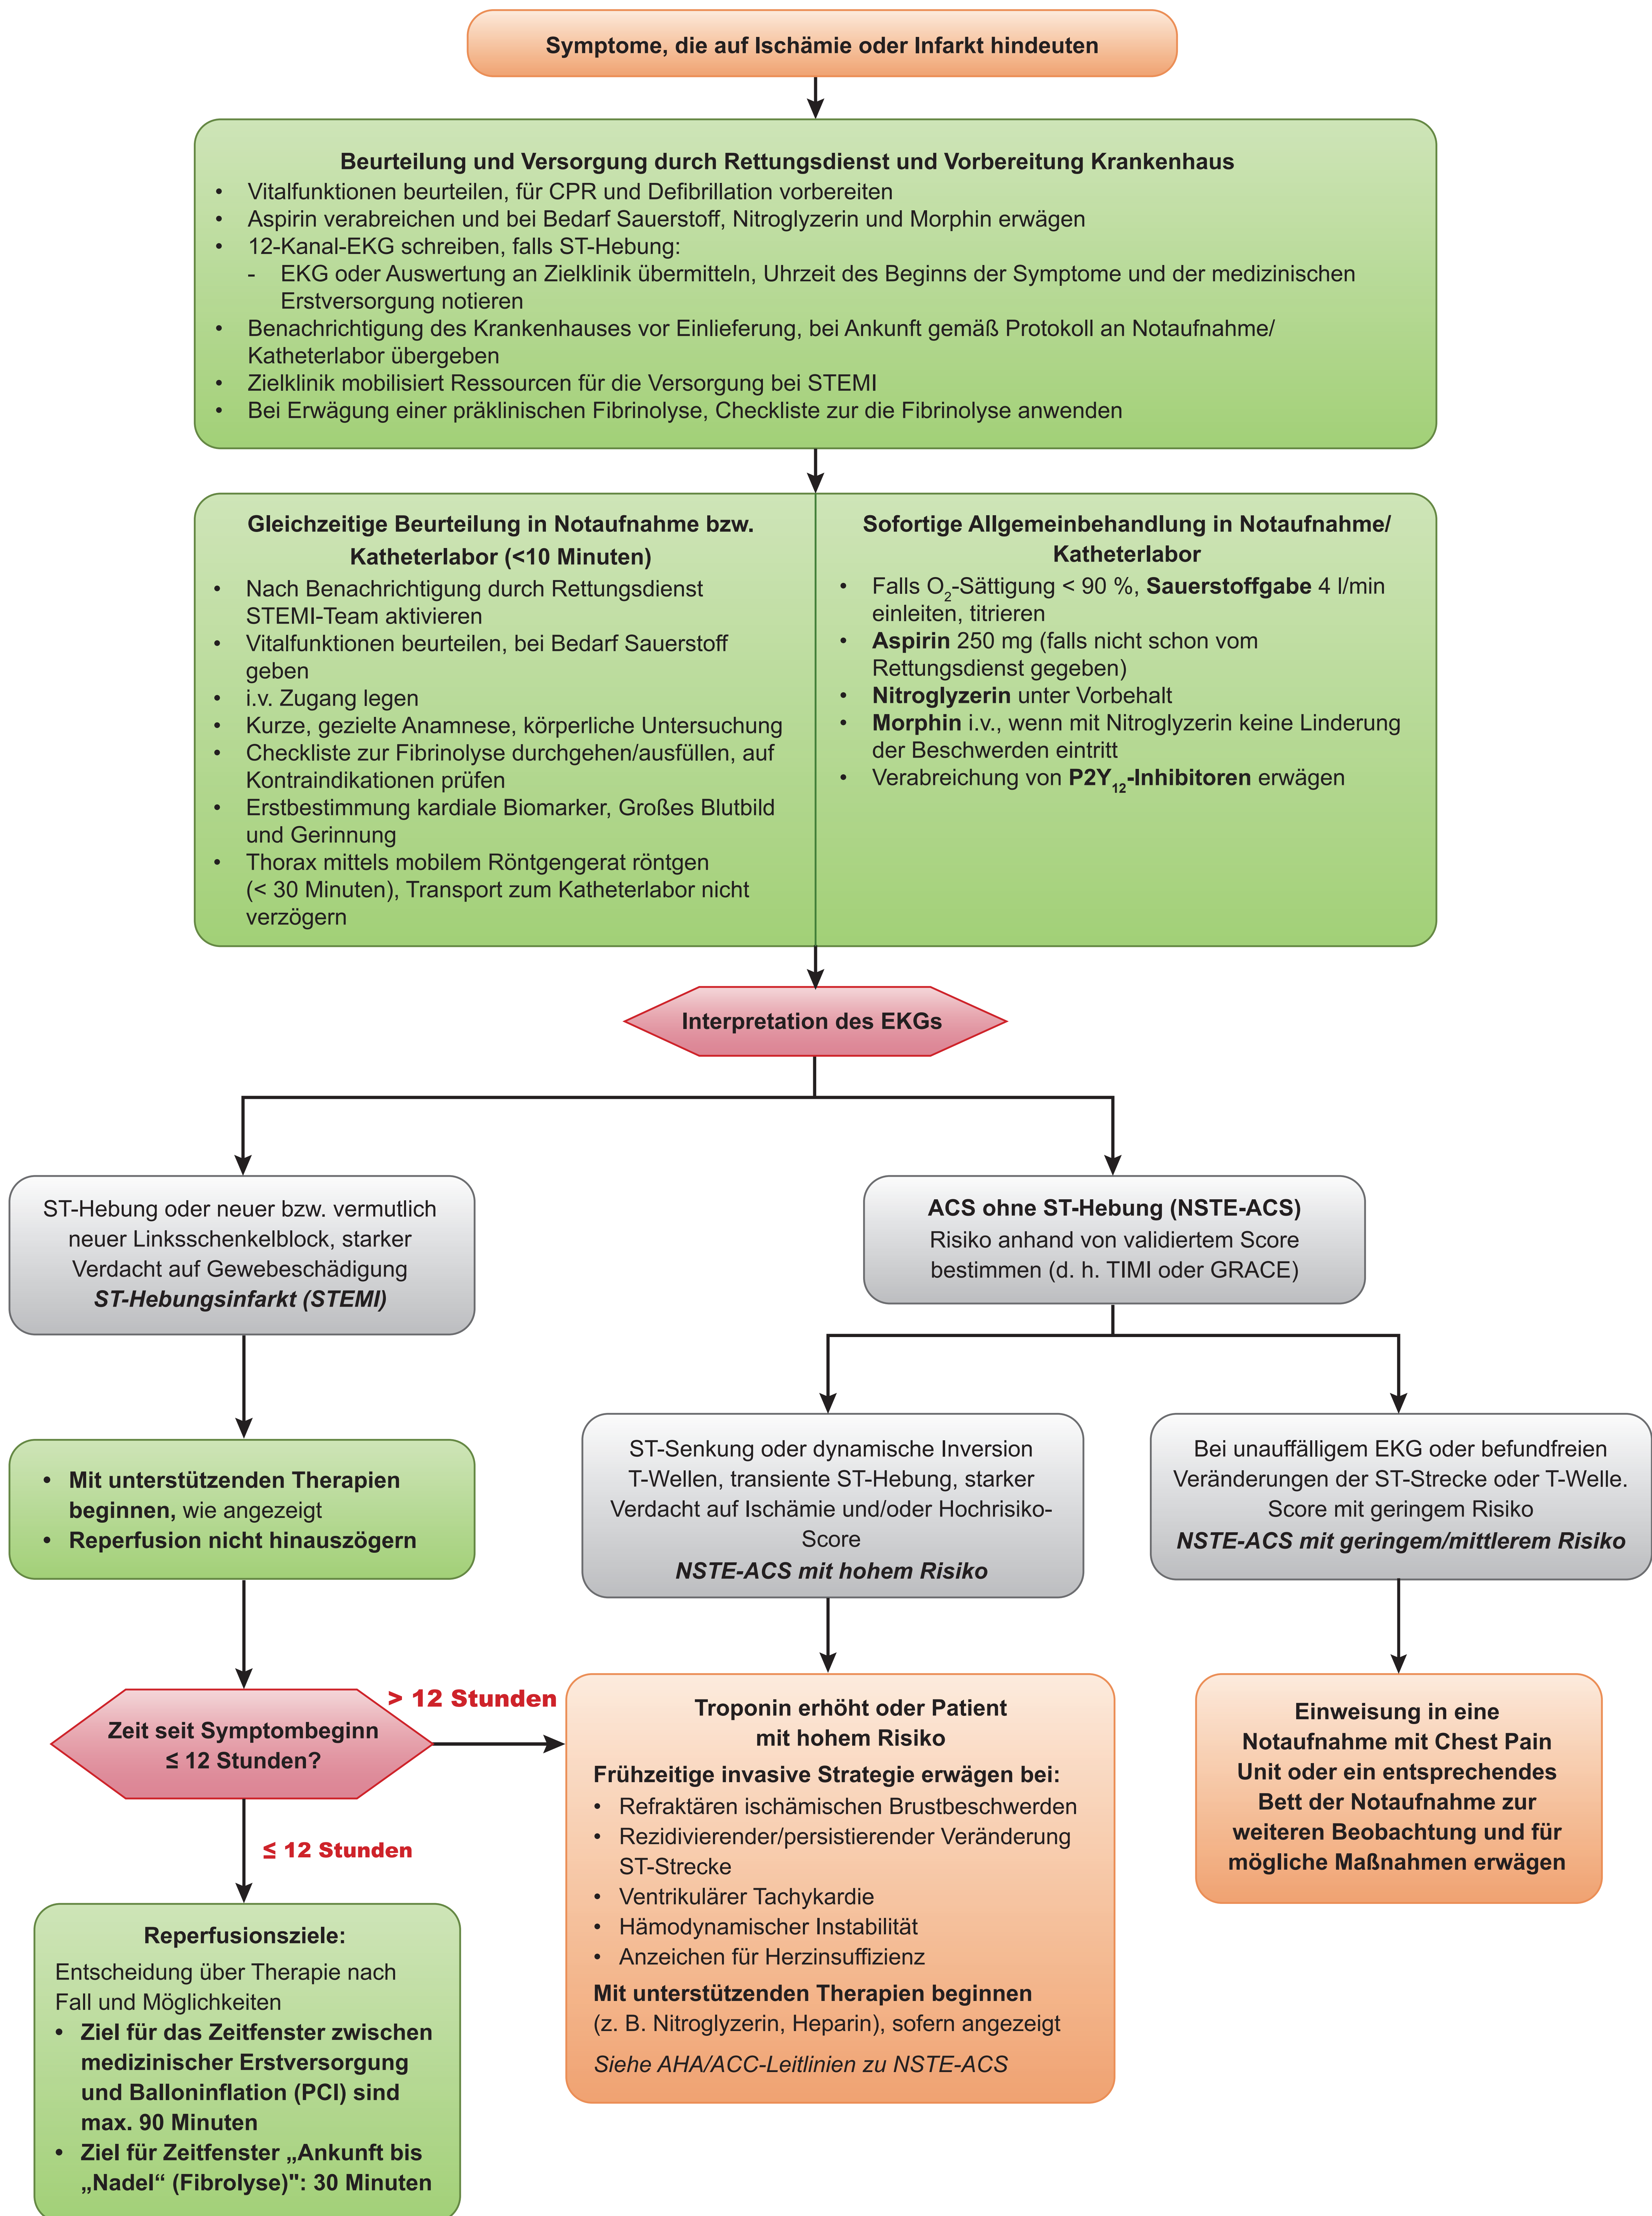 Symptome, die auf Ischämie oder Infarkt hindeuten
Beurteilung und Versorgung durch Rettungsdienst und Vorbereitung Krankenhaus
• Vitalfunktionen beurteilen, für CPR und Defibrillation vorbereiten
• Aspirin verabreichen und bei Bedarf Sauerstoff, Nitroglyzerin und Morphin erwägen
• 12-Kanal-EKG schreiben, falls ST-Hebung:
- EKG oder Auswertung an Zielklinik übermitteln, Uhrzeit des Beginns der Symptome und der medizinischen
Erstversorgung notieren
• Benachrichtigung des Krankenhauses vor Einlieferung, bei Ankunft gemäß Protokoll an Notaufnahme/
Katheterlabor übergeben
• Zielklinik mobilisiert Ressourcen für die Versorgung bei STEMI
• Bei Erwägung einer präklinischen Fibrinolyse, Checkliste zur die Fibrinolyse anwenden
Gleichzeitige Beurteilung in Notaufnahme bzw.
Katheterlabor (<10 Minuten)
• Nach Benachrichtigung durch Rettungsdienst
STEMI-Team aktivieren
• Vitalfunktionen beurteilen, bei Bedarf Sauerstoff
geben
• i.v. Zugang legen
• Kurze, gezielte Anamnese, körperliche Untersuchung
• Checkliste zur Fibrinolyse durchgehen/ausfüllen, auf
Kontraindikationen prüfen
• Erstbestimmung kardiale Biomarker, Großes Blutbild
und Gerinnung
• Thorax mittels mobilem Röntgengerat röntgen
(< 30 Minuten), Transport zum Katheterlabor nicht
verzögern
Sofortige Allgemeinbehandlung in Notaufnahme/
Katheterlabor
• Falls O2-Sättigung < 90 %, Sauerstoffgabe 4 l/min
einleiten, titrieren
• Aspirin 250 mg (falls nicht schon vom
Rettungsdienst gegeben)
• Nitroglyzerin unter Vorbehalt
• Morphin i.v., wenn mit Nitroglyzerin keine Linderung
der Beschwerden eintritt
• Verabreichung von P2Y12-Inhibitoren erwägen
Interpretation des EKGs
ST-Hebung oder neuer bzw. vermutlich
neuer Linksschenkelblock, starker
Verdacht auf Gewebeschädigung
ST-Hebungsinfarkt (STEMI)
ACS ohne ST-Hebung (NSTE-ACS)
Risiko anhand von validiertem Score
bestimmen (d. h. TIMI oder GRACE)
• Mit unterstützenden Therapien
beginnen, wie angezeigt
• Reperfusion nicht hinauszögern
ST-Senkung oder dynamische Inversion
T-Wellen, transiente ST-Hebung, starker
Verdacht auf Ischämie und/oder Hochrisiko-
Score
NSTE-ACS mit hohem Risiko
Bei unauffälligem EKG oder befundfreien
Veränderungen der ST-Strecke oder T-Welle.
Score mit geringem Risiko
NSTE-ACS mit geringem/mittlerem Risiko
Zeit seit Symptombeginn
≤ 12 Stunden?
> 12 Stunden
≤ 12 Stunden
Troponin erhöht oder Patient
mit hohem Risiko
Frühzeitige invasive Strategie erwägen bei:
• Refraktären ischämischen Brustbeschwerden
• Rezidivierender/persistierender Veränderung
ST-Strecke
• Ventrikulärer Tachykardie
• Hämodynamischer Instabilität
• Anzeichen für Herzinsuffizienz
Mit unterstützenden Therapien beginnen
(z. B. Nitroglyzerin, Heparin), sofern angezeigt
Siehe AHA/ACC-Leitlinien zu NSTE-ACS
Einweisung in eine
Notaufnahme mit Chest Pain
Unit oder ein entsprechendes
Bett der Notaufnahme zur
weiteren Beobachtung und für
mögliche Maßnahmen erwägen
Reperfusionsziele:
Entscheidung über Therapie nach
Fall und Möglichkeiten
• Ziel für das Zeitfenster zwischen
medizinischer Erstversorgung
und Balloninflation (PCI) sind
max. 90 Minuten
• Ziel für Zeitfenster „Ankunft bis
„Nadel“ (Fibrolyse)": 30 Minuten